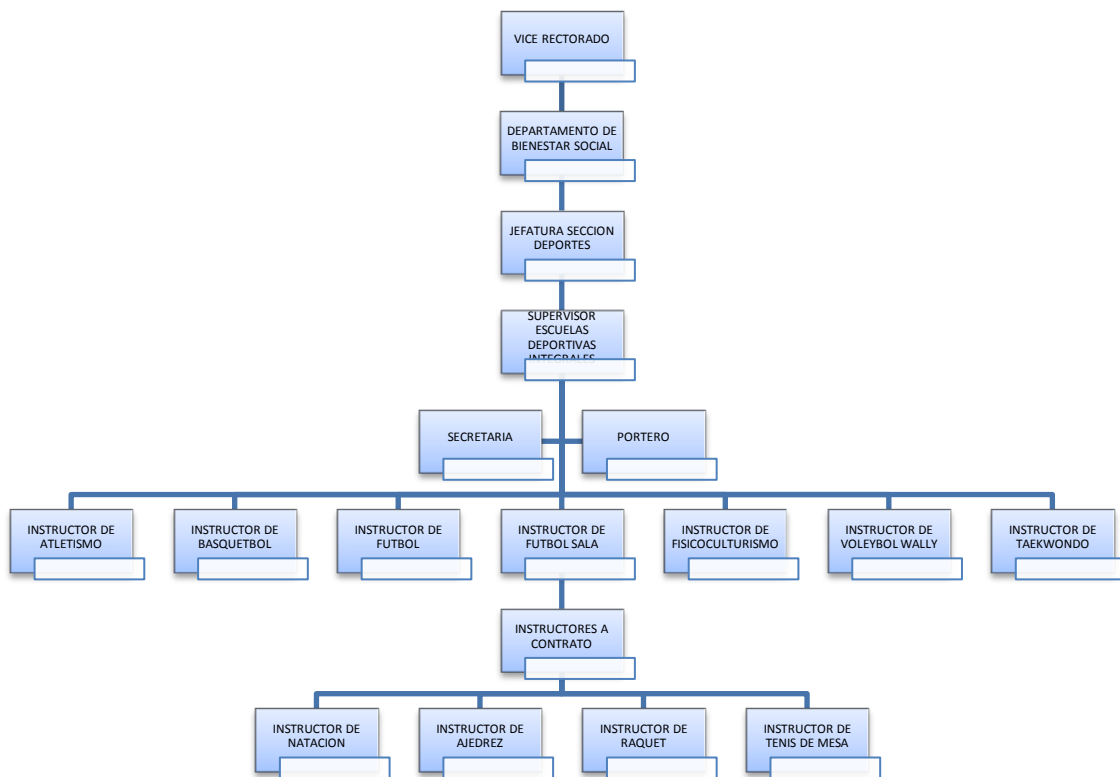 VICE RECTORADO
DEPARTAMENTO DE
BIENESTAR SOCIAL
JEFATURA SECCION
DEPORTES
SUPERVISOR
ESCUELAS
DEPORTIVAS
INTEGRALES
SECRETARIA
PORTERO
INSTRUCTOR DE
ATLETISMO
INSTRUCTOR DE
BASQUETBOL
INSTRUCTOR DE
FUTBOL
INSTRUCTOR DE
FUTBOL SALA
INSTRUCTOR DE
FISICOCULTURISMO
INSTRUCTOR DE
VOLEYBOL WALLY
INSTRUCTOR DE
TAEKWONDO
INSTRUCTORES A
CONTRATO
INSTRUCTOR DE
NATACION
INSTRUCTOR DE
AJEDREZ
INSTRUCTOR DE
RAQUET
INSTRUCTOR DE
TENIS DE MESA